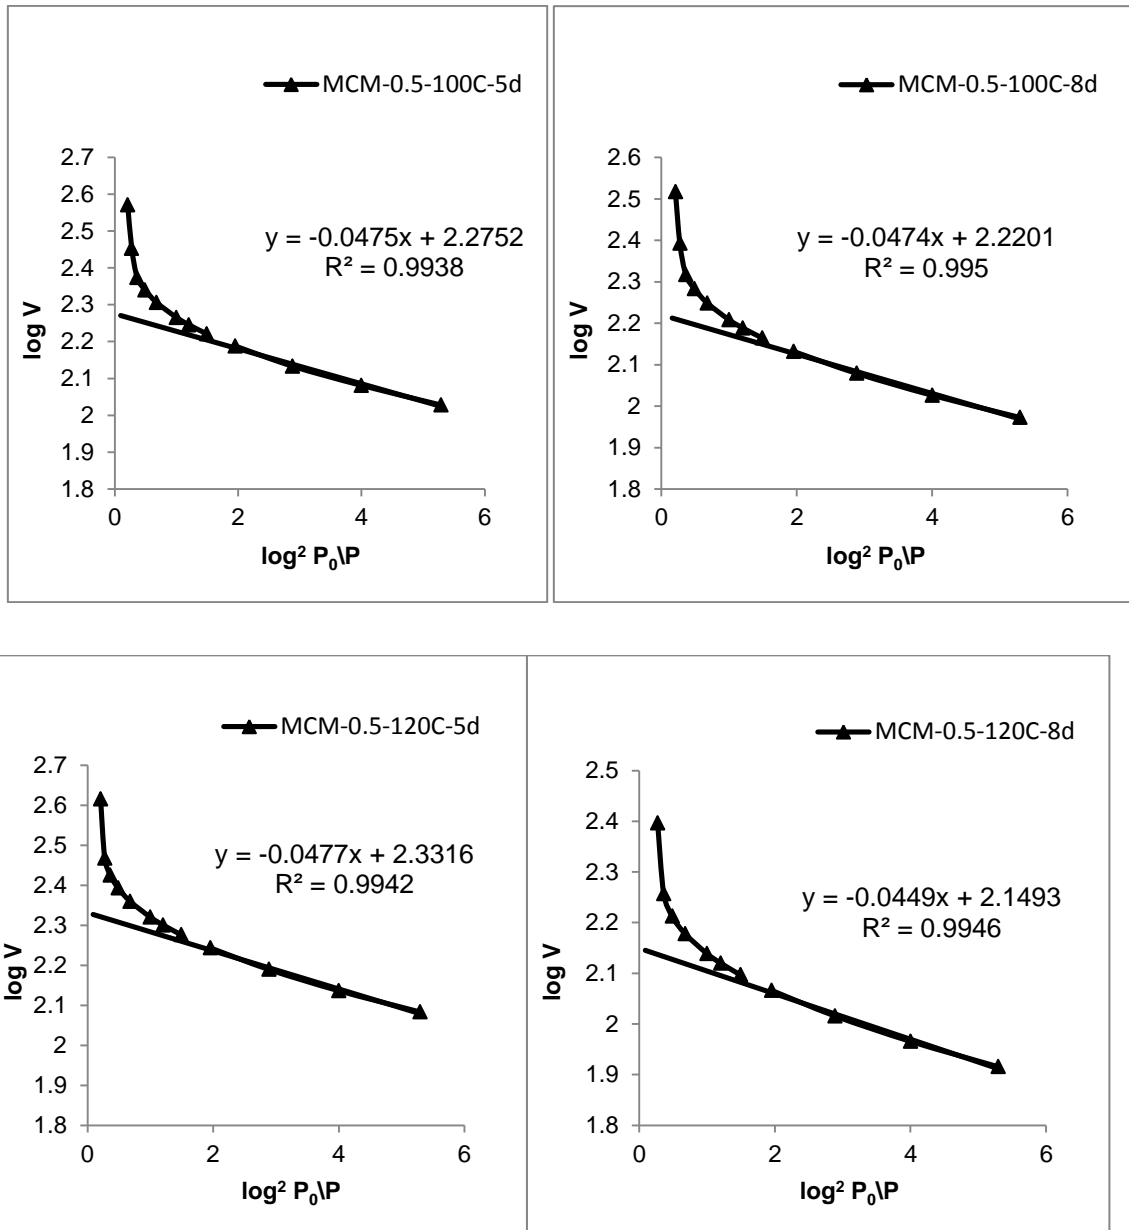 MCM-0.5-100C-5d
2.7
2.6
2.5
2.4
2.3
2.2
2.1
2
1.9
1.8
y = -0.0475x + 2.2752
R² = 0.9938
log V
0 2 4 6
log² P₀\P
MCM-0.5-100C-8d
2.6
2.5
2.4
2.3
2.2
2.1
2
1.9
1.8
y = -0.0474x + 2.2201
R² = 0.995
log V
0 2 4 6
log² P₀\P
MCM-0.5-120C-5d
2.7
2.6
2.5
2.4
2.3
2.2
2.1
2
1.9
1.8
y = -0.0477x + 2.3316
R² = 0.9942
log V
0 2 4 6
log² P₀\P
MCM-0.5-120C-8d
2.5
2.4
2.3
2.2
2.1
2
1.9
1.8
y = -0.0449x + 2.1493
R² = 0.9946
log V
0 2 4 6
log² P₀\P